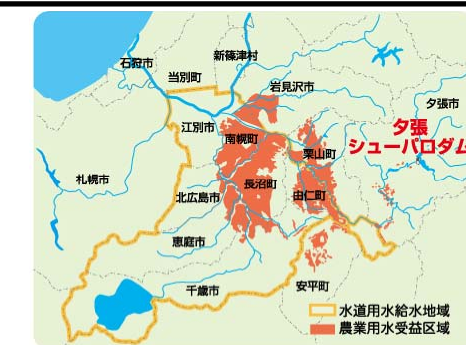 石狩市
新篠津村
当別町
岩見沢市
江別市
夕張市
南幌町
夕張
シューパロダム
栗山町
札幌市
長沼町
由仁町
北広島市
恵庭市
千歳市
安平町
水道用水給水地域
農業用水受益区域